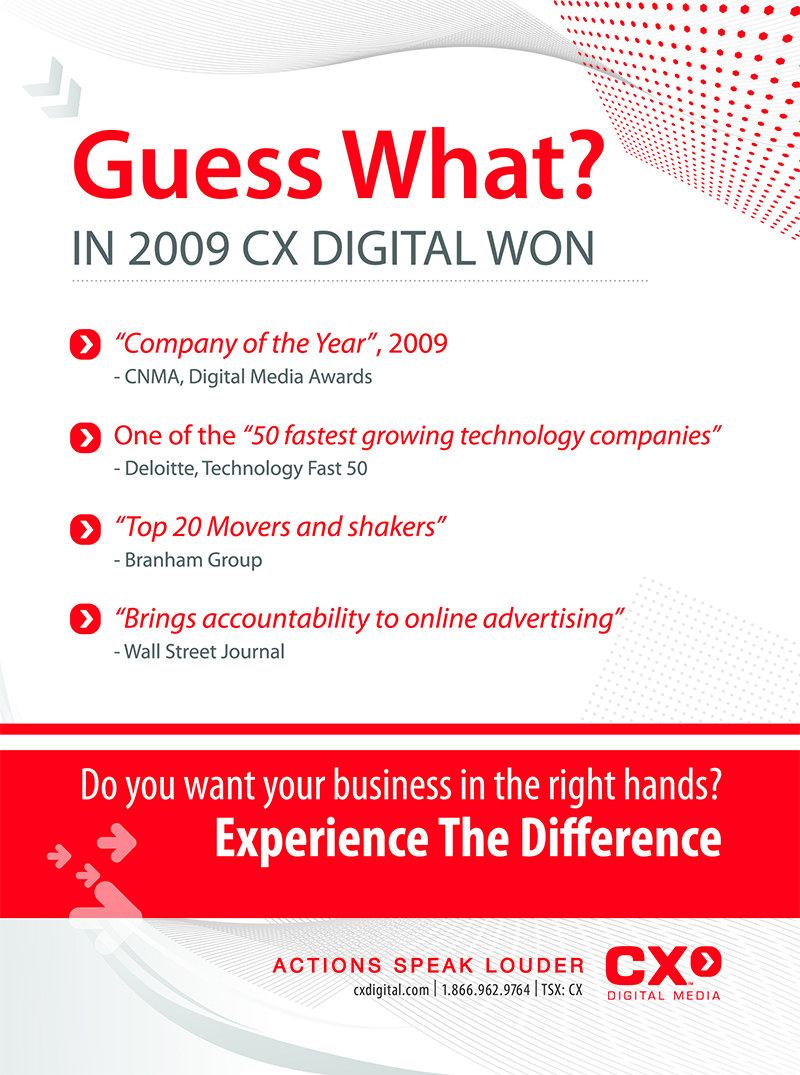 Guess What?
IN 2009 CX DIGITAL WON
“Company of the Year”, 2009
- CNMA, Digital Media Awards
One of the “50 fastest growing technology companies”
- Deloitte, Technology Fast 50
“Top 20 Movers and shakers”
- Branham Group
“Brings accountability to online advertising”
- Wall Street Journal
Do you want your business in the right hands?
Experience The Difference
ACTIONS SPEAK LOUDER
cxdigital.com | 1.866.962.9764 | TSX: CX
CX™
DIGITAL MEDIA